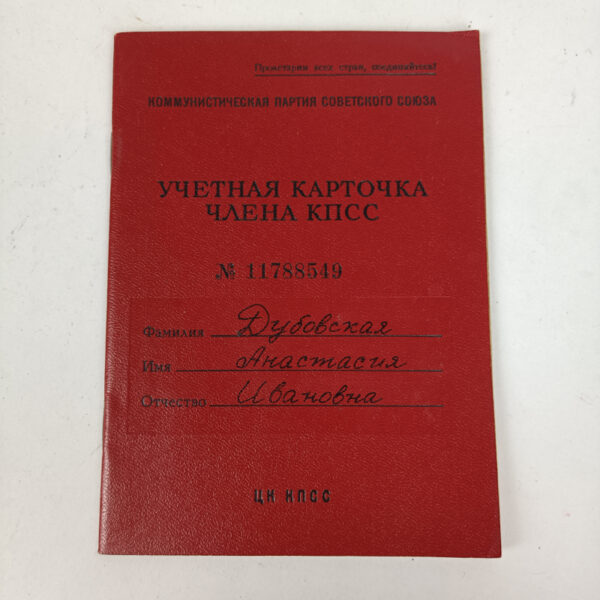 Пролетарии всех стран, соединяйтесь!
КОММУНИСТИЧЕСКАЯ ПАРТИЯ СОВЕТСКОГО СОЮЗА
УЧЕТНАЯ КАРТОЧКА
ЧЛЕНА КПСС
№ 11788549
Фамилия Дубовская
Имя Анастасия
Отчество Ивановна
ЦК КПСС